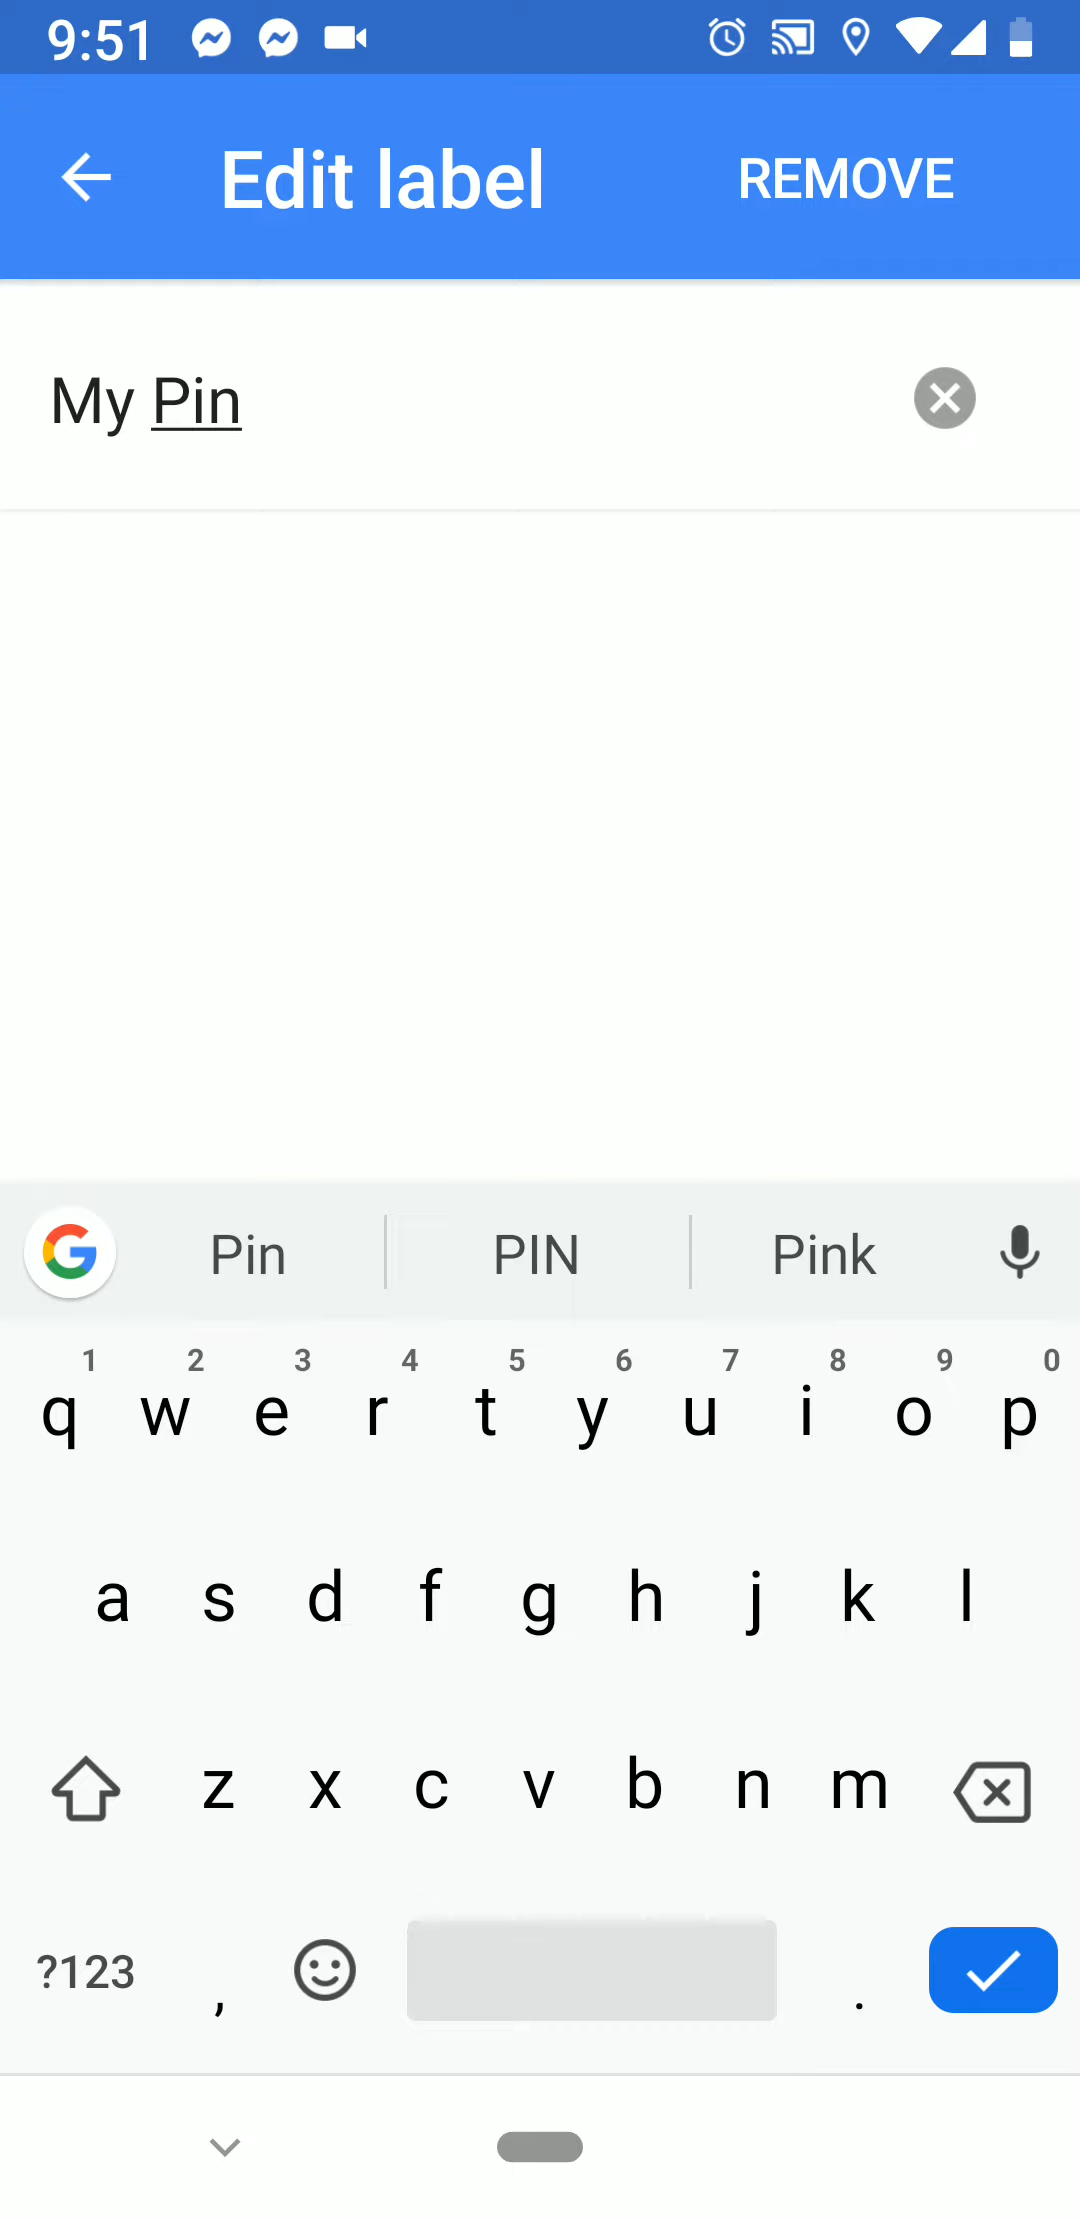 9:51
Edit label REMOVE
My Pin
Pin PIN Pink
1 2 3 4 5 6 7 8 9 0
q w e r t y u i o p
a s d f g h j k l
z x c v b n m
?123 , .